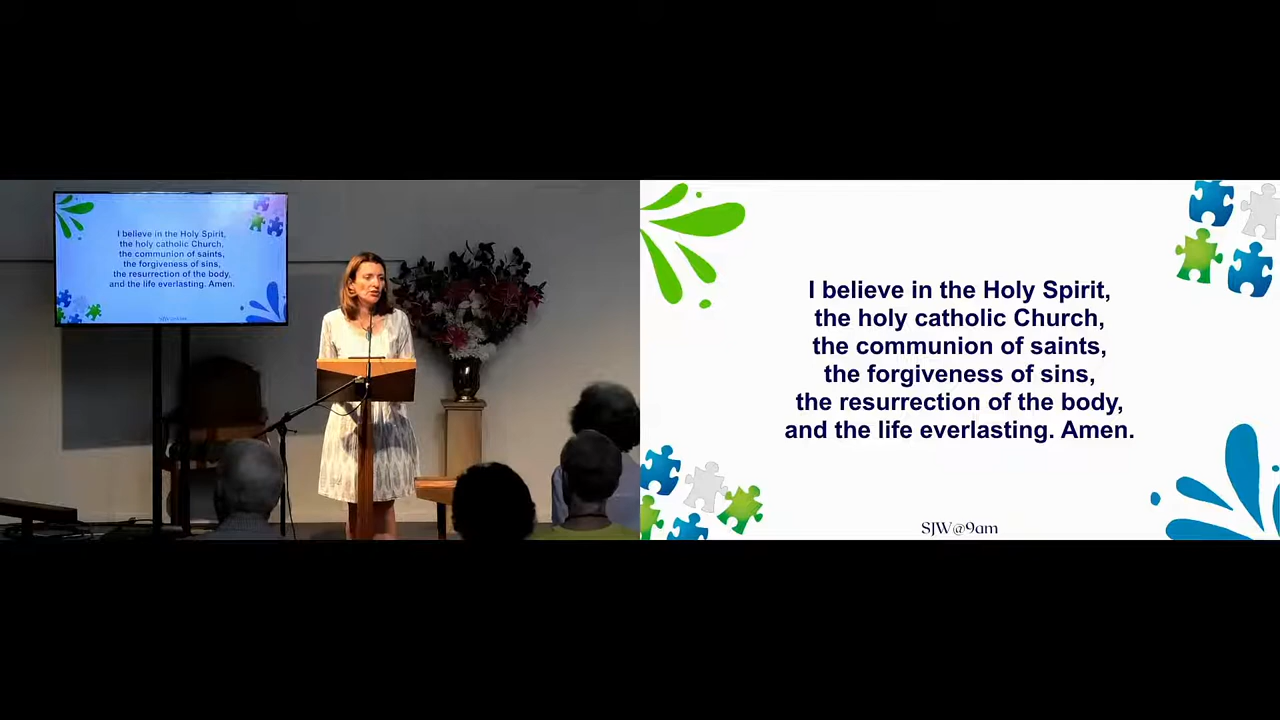 I believe in the Holy Spirit,
the holy catholic Church,
the communion of saints,
the forgiveness of sins,
the resurrection of the body,
and the life everlasting. Amen.
I believe in the Holy Spirit,
the holy catholic Church,
the communion of saints,
the forgiveness of sins,
the resurrection of the body,
and the life everlasting. Amen.
SJW@9am